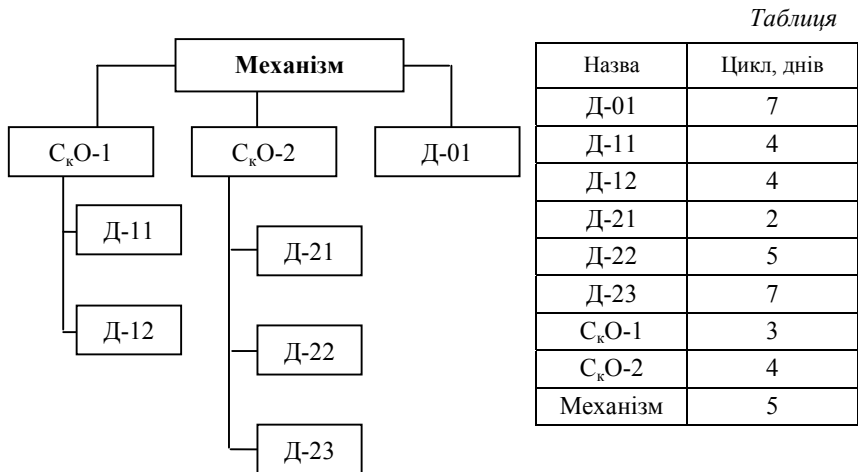 Таблиця
Механізм
СкО-1
СкО-2
Д-01
Д-11
Д-12
Д-21
Д-22
Д-23
Назва Цикл, днів
Д-01 7
Д-11 4
Д-12 4
Д-21 2
Д-22 5
Д-23 7
СкО-1 3
СкО-2 4
Механізм 5